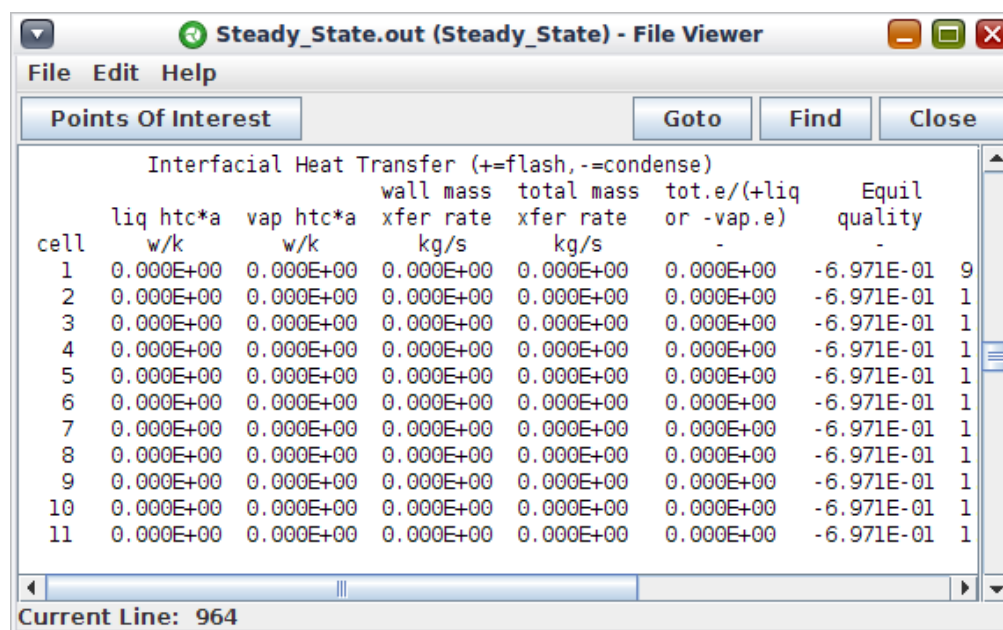 Steady_State.out (Steady_State) - File Viewer
File Edit Help
Points Of Interest Goto Find Close
Interfacial Heat Transfer (+=flash,-=condense)
wall mass total mass tot.e/(+liq Equil
liq htc*a vap htc*a xfer rate xfer rate or -vap.e) quality
cell w/k w/k kg/s kg/s - -
1 0.000E+00 0.000E+00 0.000E+00 0.000E+00 0.000E+00 -6.971E-01 9
2 0.000E+00 0.000E+00 0.000E+00 0.000E+00 0.000E+00 -6.971E-01 1
3 0.000E+00 0.000E+00 0.000E+00 0.000E+00 0.000E+00 -6.971E-01 1
4 0.000E+00 0.000E+00 0.000E+00 0.000E+00 0.000E+00 -6.971E-01 1
5 0.000E+00 0.000E+00 0.000E+00 0.000E+00 0.000E+00 -6.971E-01 1
6 0.000E+00 0.000E+00 0.000E+00 0.000E+00 0.000E+00 -6.971E-01 1
7 0.000E+00 0.000E+00 0.000E+00 0.000E+00 0.000E+00 -6.971E-01 1
8 0.000E+00 0.000E+00 0.000E+00 0.000E+00 0.000E+00 -6.971E-01 1
9 0.000E+00 0.000E+00 0.000E+00 0.000E+00 0.000E+00 -6.971E-01 1
10 0.000E+00 0.000E+00 0.000E+00 0.000E+00 0.000E+00 -6.971E-01 1
11 0.000E+00 0.000E+00 0.000E+00 0.000E+00 0.000E+00 -6.971E-01 1
Current Line: 964